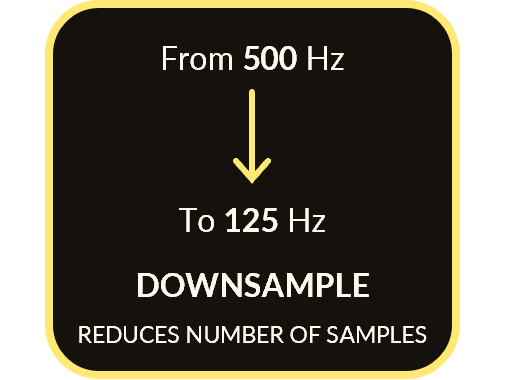 From 500 Hz
To 125 Hz
DOWNSAMPLE
REDUCES NUMBER OF SAMPLES